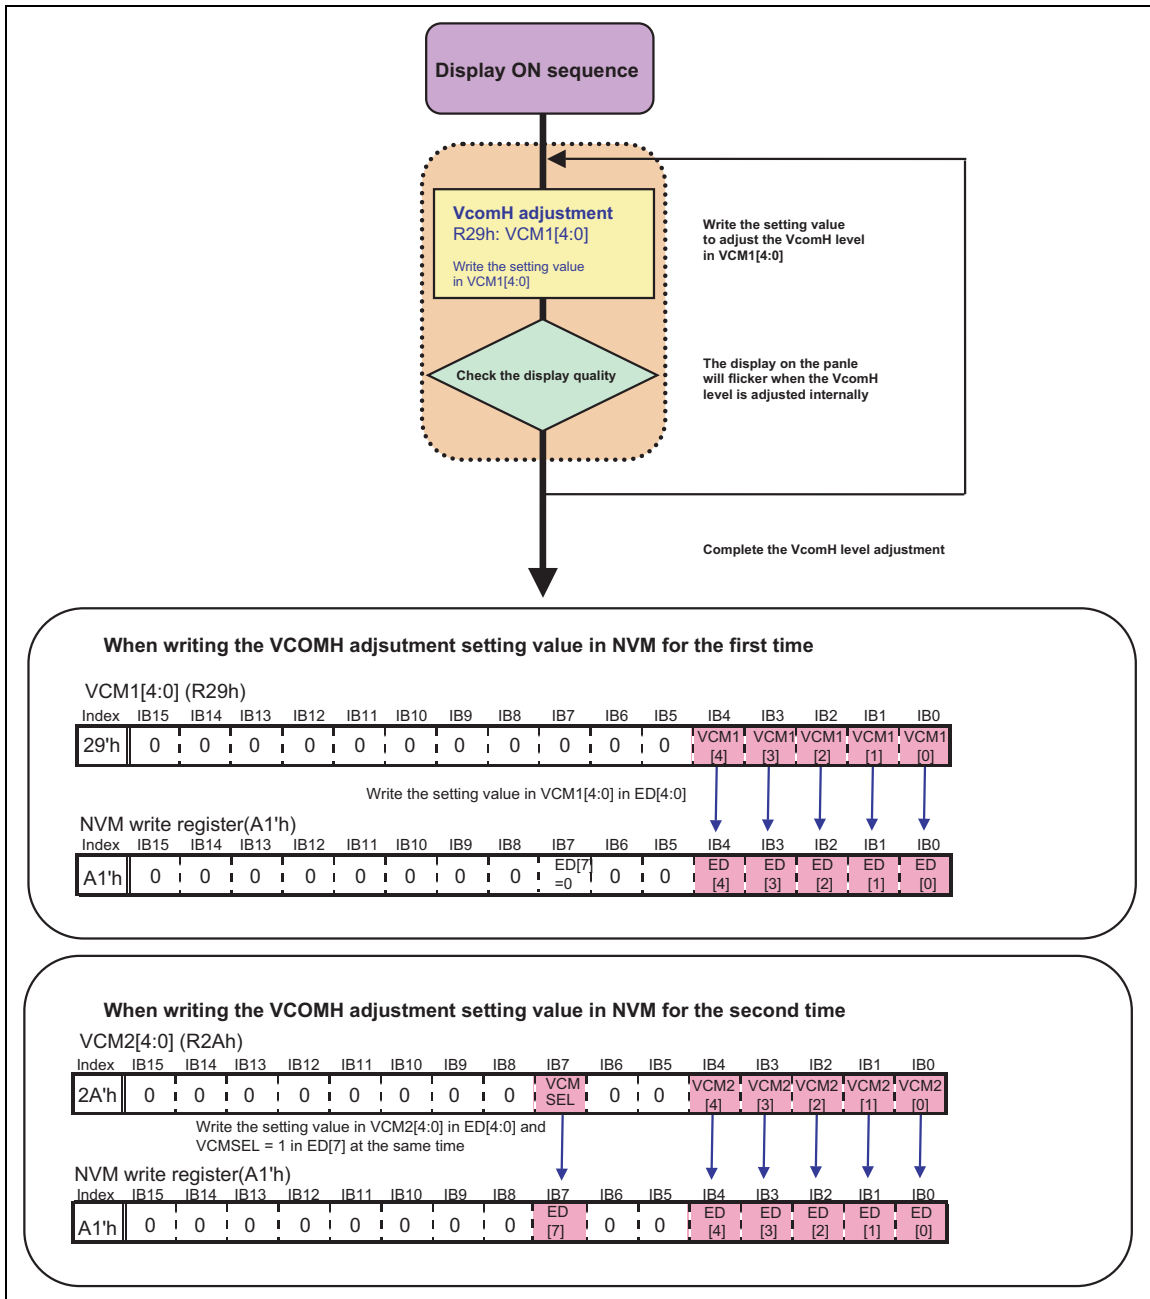 Display ON sequence
VcomH adjustment
R29h: VCM1[4:0]
Write the setting value
in VCM1[4:0]
Write the setting value
to adjust the VcomH level
in VCM1[4:0]
Check the display quality
The display on the panle
will flicker when the VcomH
level is adjusted internally
Complete the VcomH level adjustment
When writing the VCOMH adjsutment setting value in NVM for the first time
VCM1[4:0] (R29h)
Index IB15 IB14 IB13 IB12 IB11 IB10 IB9 IB8 IB7 IB6 IB5 IB4 IB3 IB2 IB1 IB0
29'h 0 0 0 0 0 0 0 0 0 0 0 VCM1 [4] VCM1 [3] VCM1 [2] VCM1 [1] VCM1 [0]
Write the setting value in VCM1[4:0] in ED[4:0]
NVM write register(A1'h)
Index IB15 IB14 IB13 IB12 IB11 IB10 IB9 IB8 IB7 IB6 IB5 IB4 IB3 IB2 IB1 IB0
A1'h 0 0 0 0 0 0 0 0 ED[7] =0 0 0 ED [4] ED [3] ED [2] ED [1] ED [0]
When writing the VCOMH adjustment setting value in NVM for the second time
VCM2[4:0] (R2Ah)
Index IB15 IB14 IB13 IB12 IB11 IB10 IB9 IB8 IB7 IB6 IB5 IB4 IB3 IB2 IB1 IB0
2A'h 0 0 0 0 0 0 0 0 VCM SEL 0 0 VCM2 [4] VCM2 [3] VCM2 [2] VCM2 [1] VCM2 [0]
Write the setting value in VCM2[4:0] in ED[4:0] and
VCMSEL = 1 in ED[7] at the same time
NVM write register(A1'h)
Index IB15 IB14 IB13 IB12 IB11 IB10 IB9 IB8 IB7 IB6 IB5 IB4 IB3 IB2 IB1 IB0
A1'h 0 0 0 0 0 0 0 0 ED [7] 0 0 ED [4] ED [3] ED [2] ED [1] ED [0]